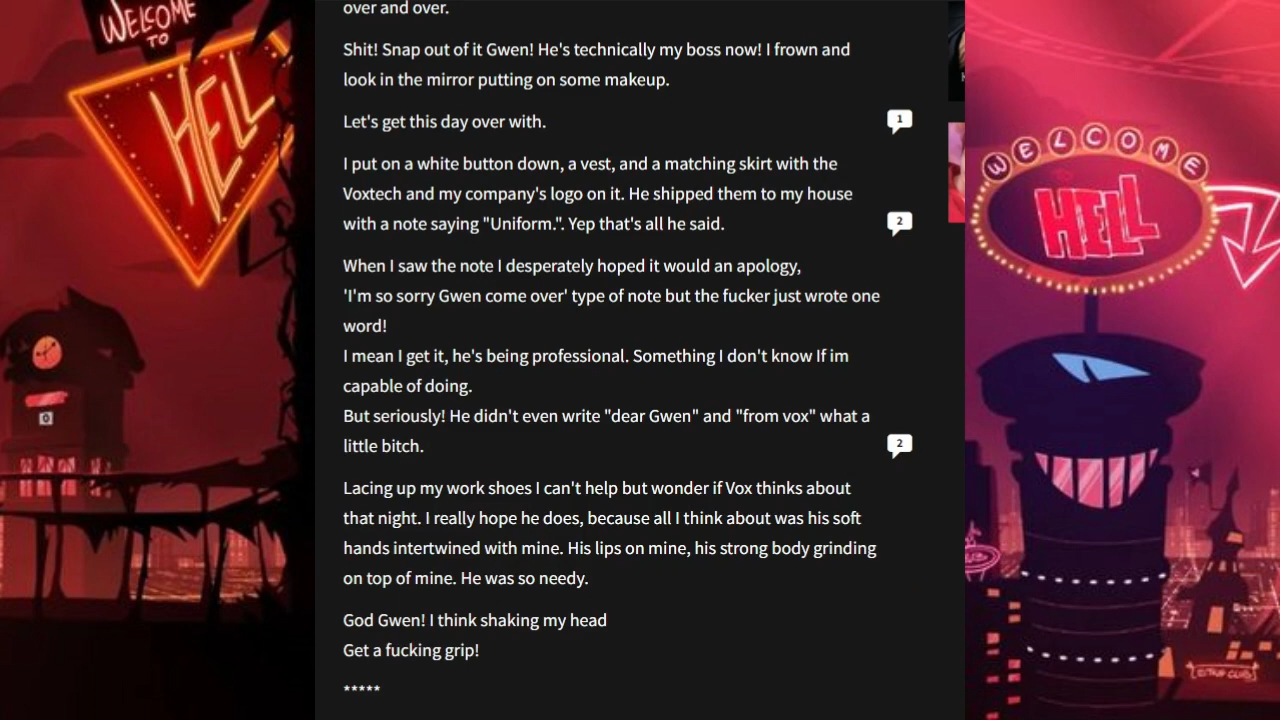 WELCOME
TO
HELL
over and over.
Shit! Snap out of it Gwen! He's technically my boss now! I frown and
look in the mirror putting on some makeup.
Let's get this day over with.
1
I put on a white button down, a vest, and a matching skirt with the
Voxtech and my company's logo on it. He shipped them to my house
with a note saying "Uniform.". Yep that's all he said.
2
When I saw the note I desperately hoped it would an apology,
'I'm so sorry Gwen come over' type of note but the fucker just wrote one
word!
I mean I get it, he's being professional. Something I don't know If im
capable of doing.
But seriously! He didn't even write "dear Gwen" and "from vox" what a
little bitch.
2
Lacing up my work shoes I can't help but wonder if Vox thinks about
that night. I really hope he does, because all I think about was his soft
hands intertwined with mine. His lips on mine, his strong body grinding
on top of mine. He was so needy.
God Gwen! I think shaking my head
Get a fucking grip!
*****
WELCOME
HELL